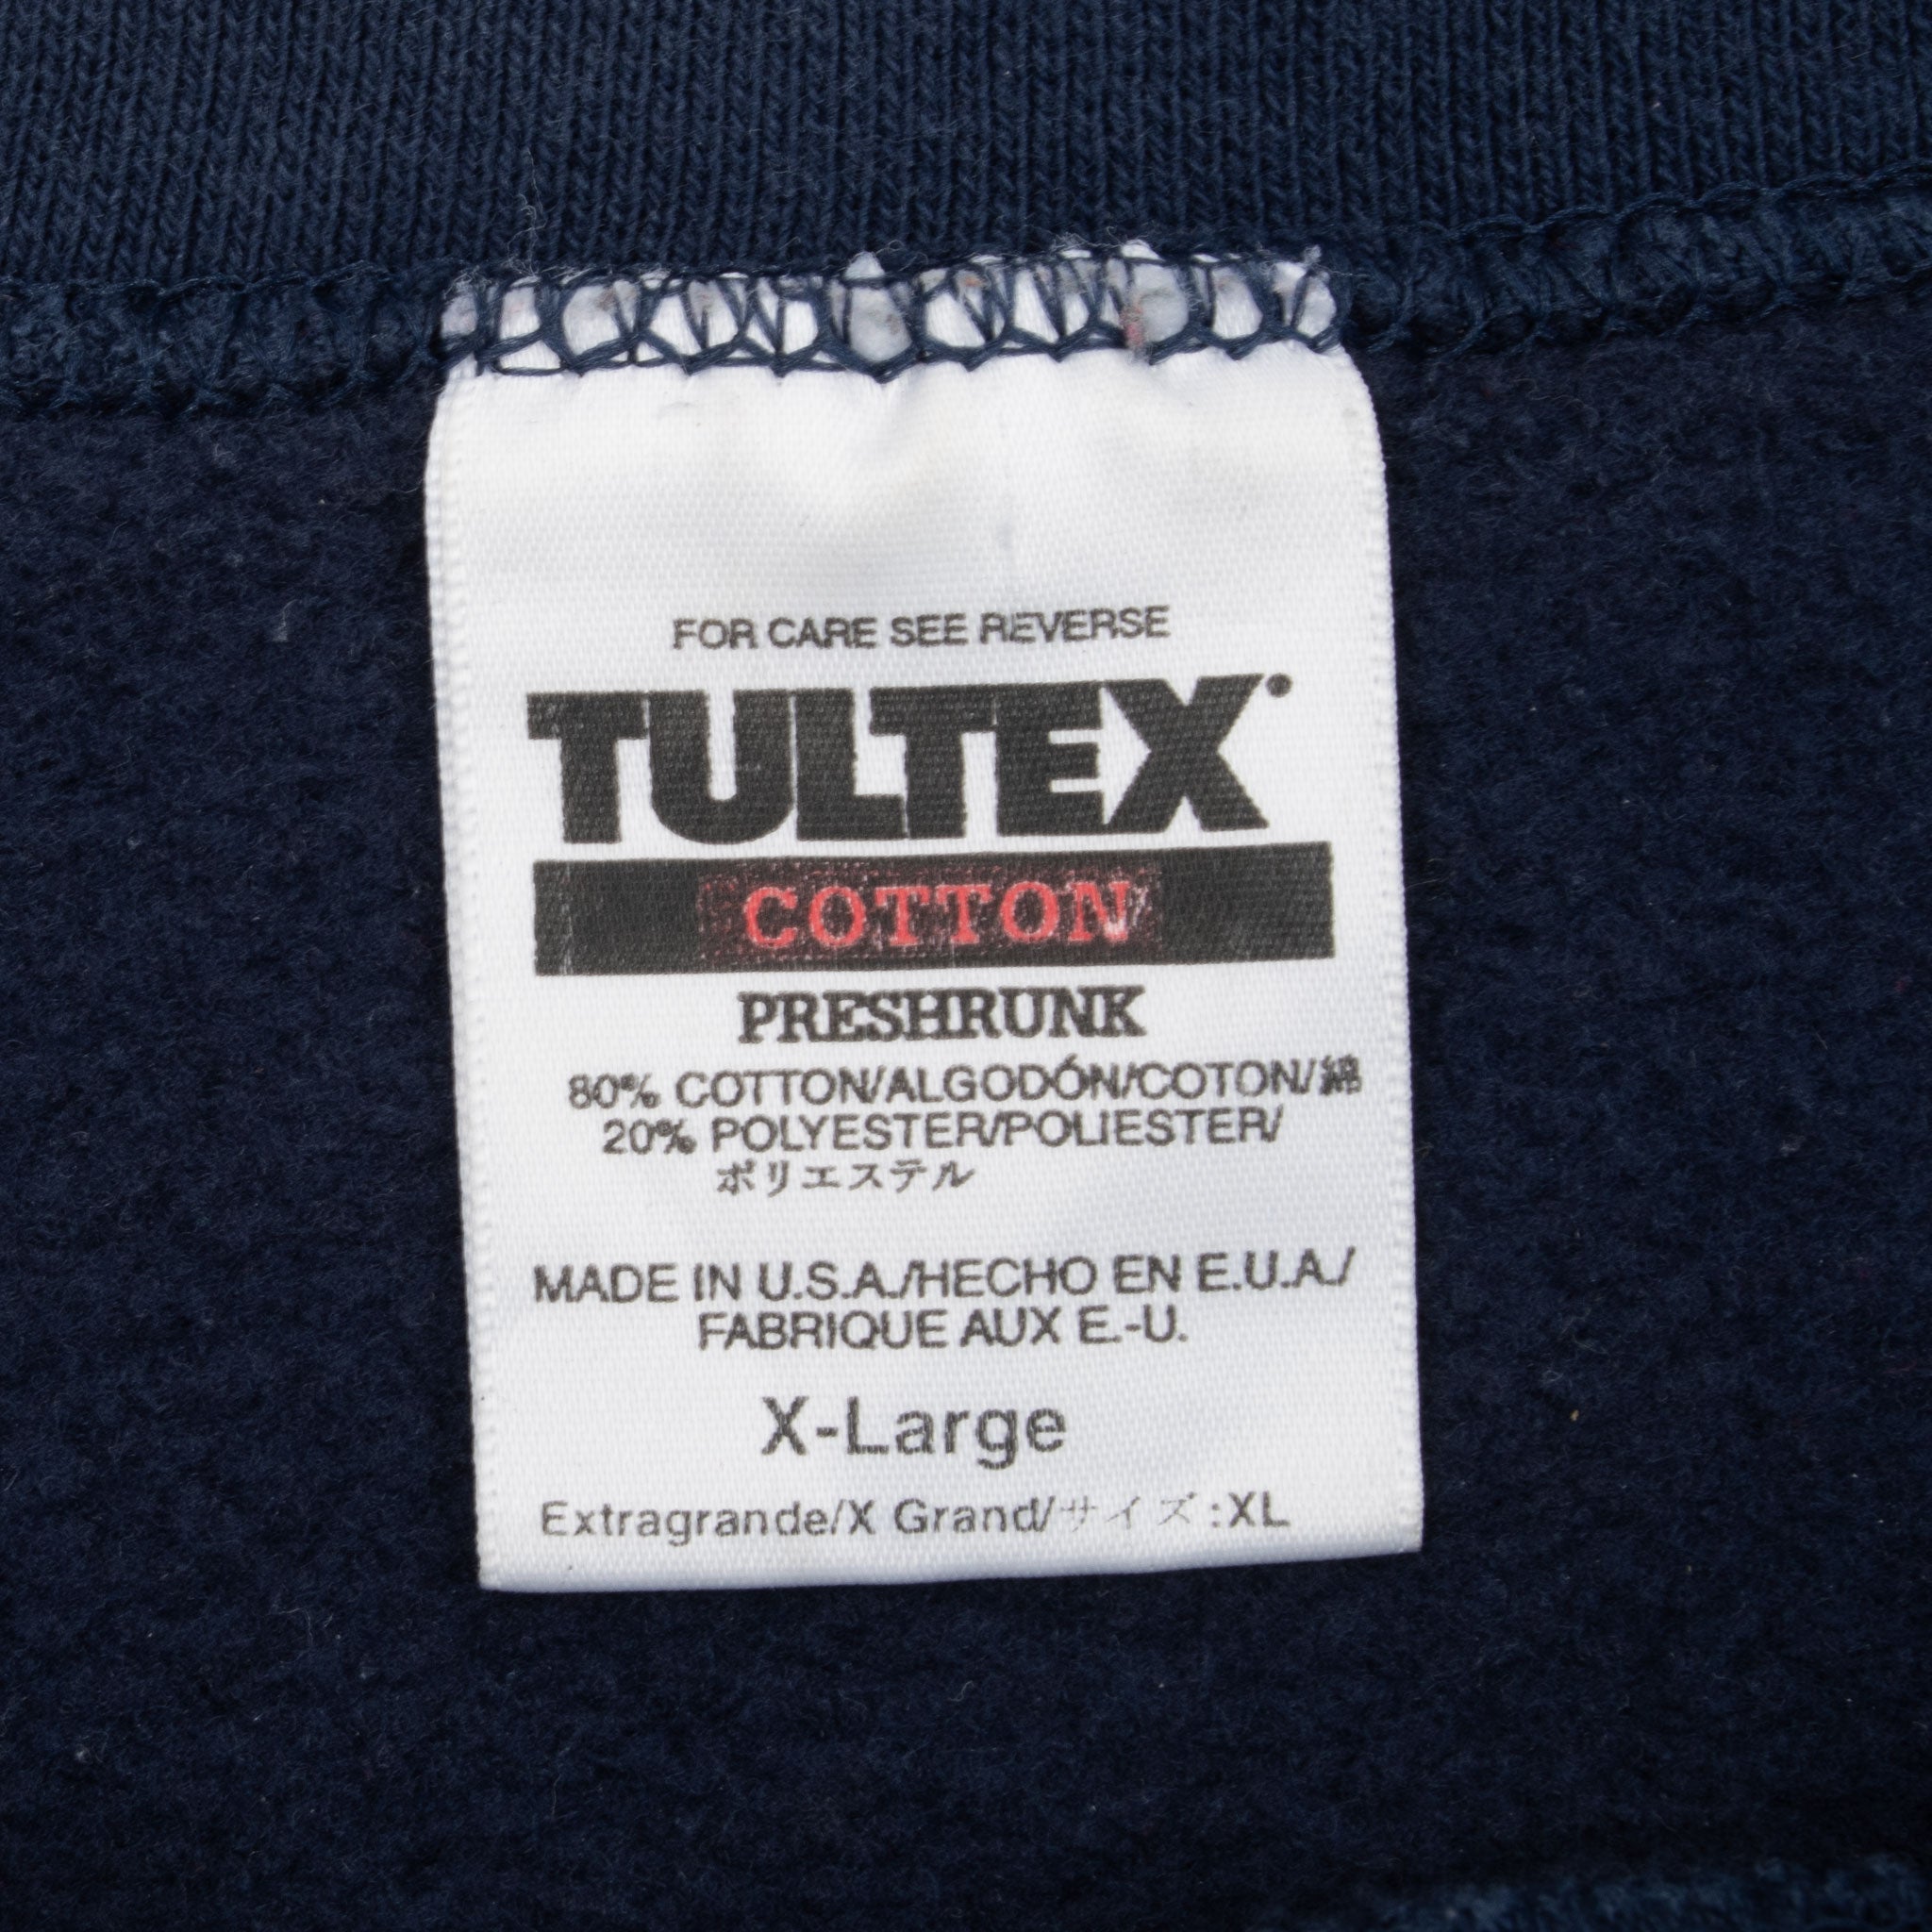 FOR CARE SEE REVERSE
TULTEX
COTTON
PRESHRUNK
80% COTTON/ALGODÓN/COTON/綿
20% POLYESTER/POLIESTER/
ポリエステル
MADE IN U.S.A./HECHO EN E.U.A./
FABRIQUE AUX E.-U.
X-Large
Extragrande/X Grand/サイズ:XL